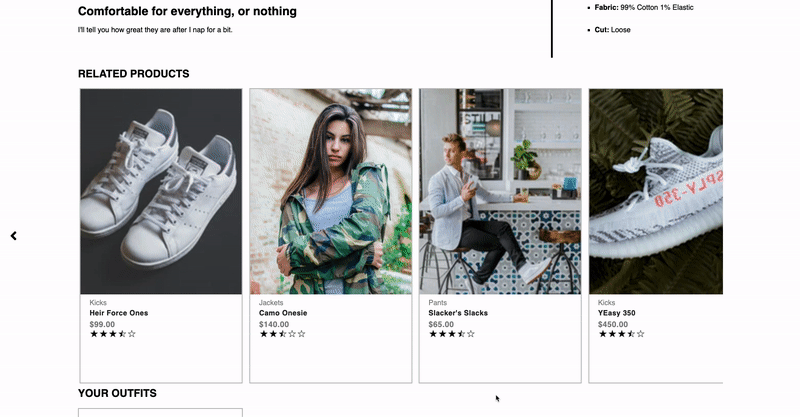 Comfortable for everything, or nothing
I'll tell you how great they are after I nap for a bit.
Fabric: 99% Cotton 1% Elastic
Cut: Loose
RELATED PRODUCTS
SPLY-350
Kicks
Heir Force Ones
$99.00
Jackets
Camo Onesie
$140.00
Pants
Slacker's Slacks
$65.00
Kicks
YEasy 350
$450.00
YOUR OUTFITS